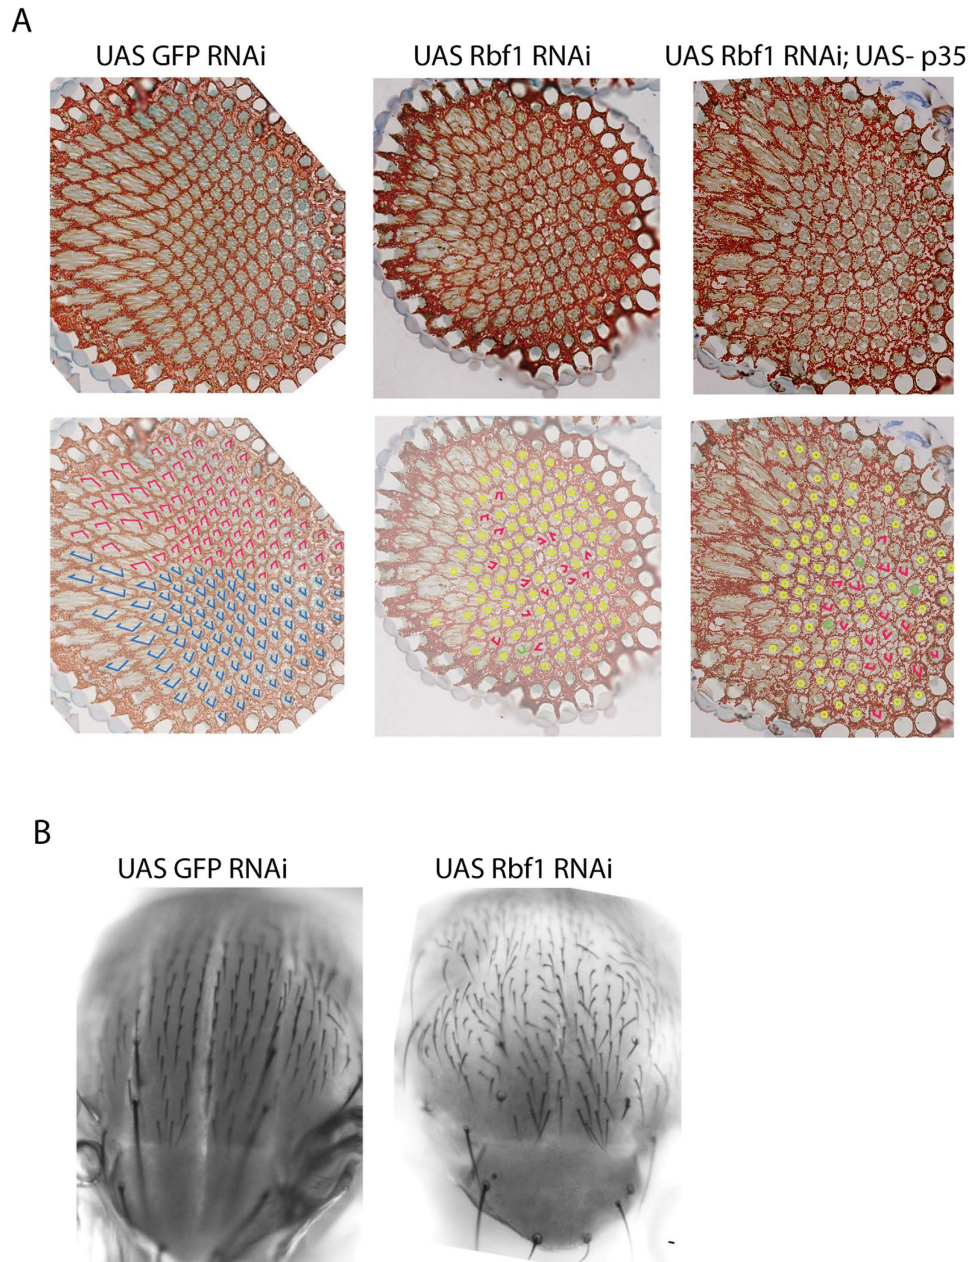 A
UAS GFP RNAi
UAS Rbf1 RNAi
UAS Rbf1 RNAi; UAS- p35
B
UAS GFP RNAi
UAS Rbf1 RNAi